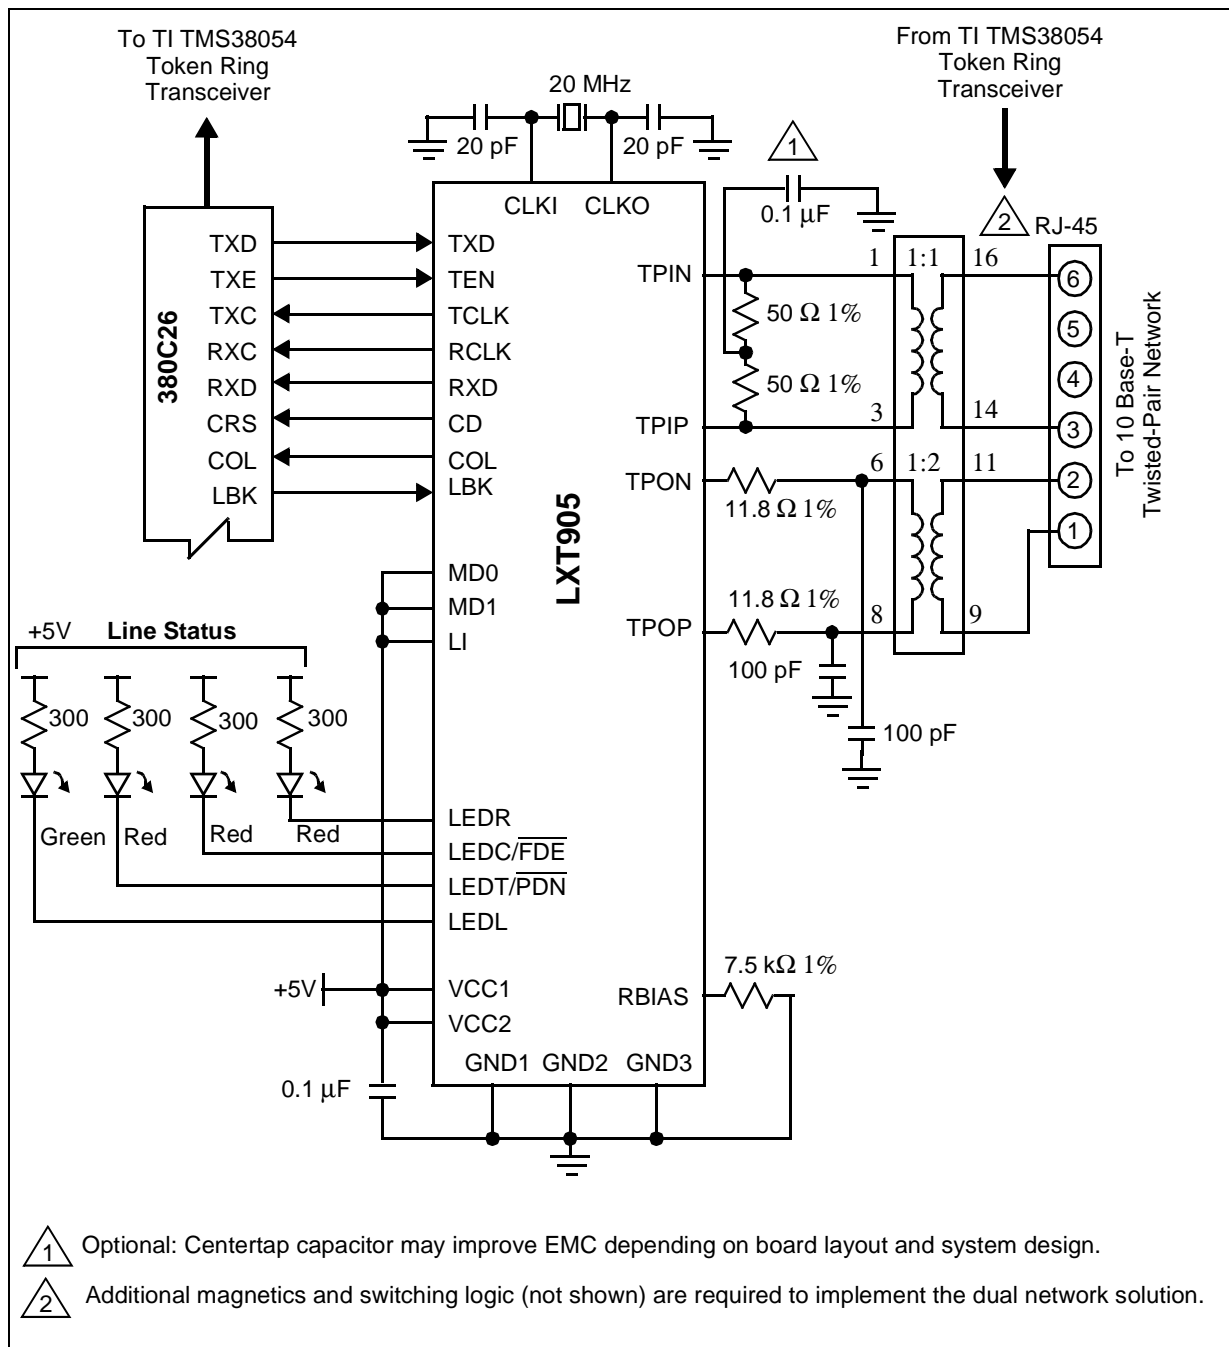 To TI TMS38054
Token Ring
Transceiver
From TI TMS38054
Token Ring
Transceiver
20 MHz
20 pF
20 pF
1
0.1 µF
2
RJ-45
CLKI
CLKO
380C26
TXD
TXE
TXC
RXC
RXD
CRS
COL
LBK
TXD
TEN
TCLK
RCLK
RXD
CD
COL
LBK
MD0
MD1
LI
LXT905
TPIN
TPIP
TPON
TPOP
1
1:1
16
50 Ω 1%
50 Ω 1%
3
14
6
1:2
11
11.8 Ω 1%
11.8 Ω 1%
8
9
100 pF
100 pF
6
5
4
3
2
1
To 10 Base-T
Twisted-Pair Network
+5V
Line Status
300
300
300
300
Green
Red
Red
Red
LEDR
LEDC/FDE
LEDT/PDN
LEDL
+5V
VCC1
VCC2
0.1 µF
GND1
GND2
GND3
RBIAS
7.5 kΩ 1%
1 Optional: Centertap capacitor may improve EMC depending on board layout and system design.
2 Additional magnetics and switching logic (not shown) are required to implement the dual network solution.